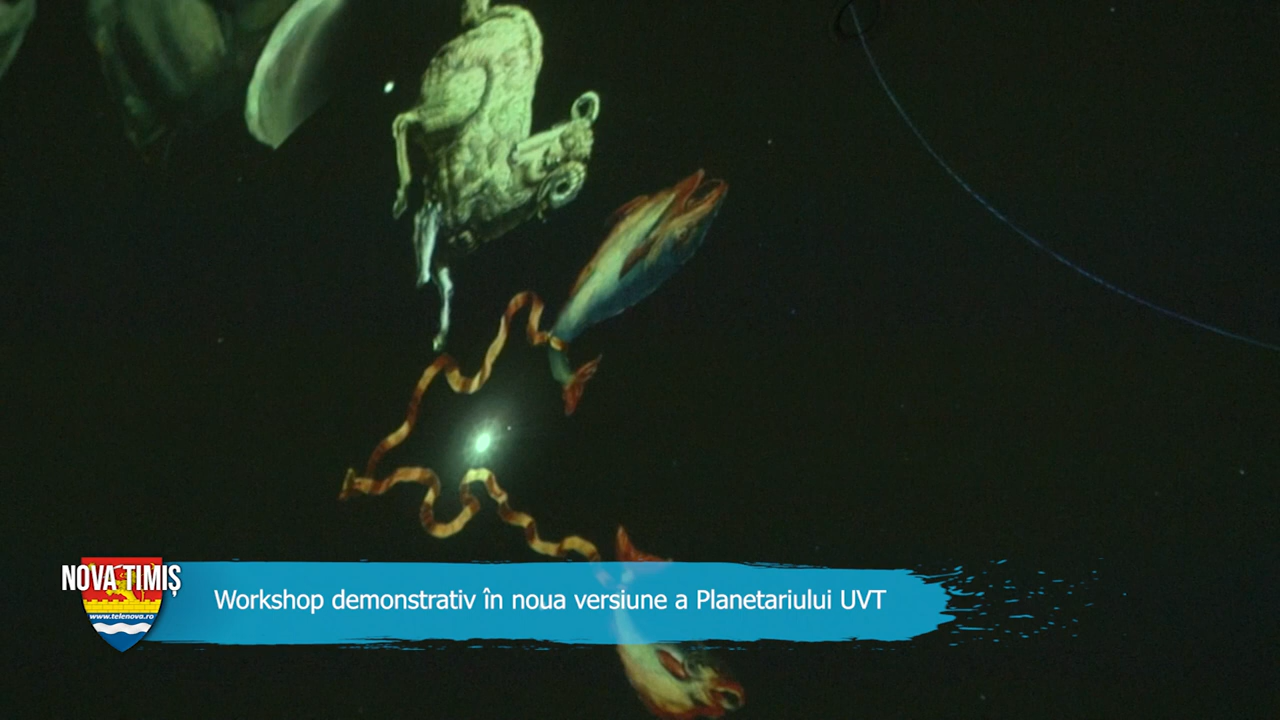 NOVA TIMIȘ
www.telenova.ro
Workshop demonstrativ în noua versiune a Planetariului UVT